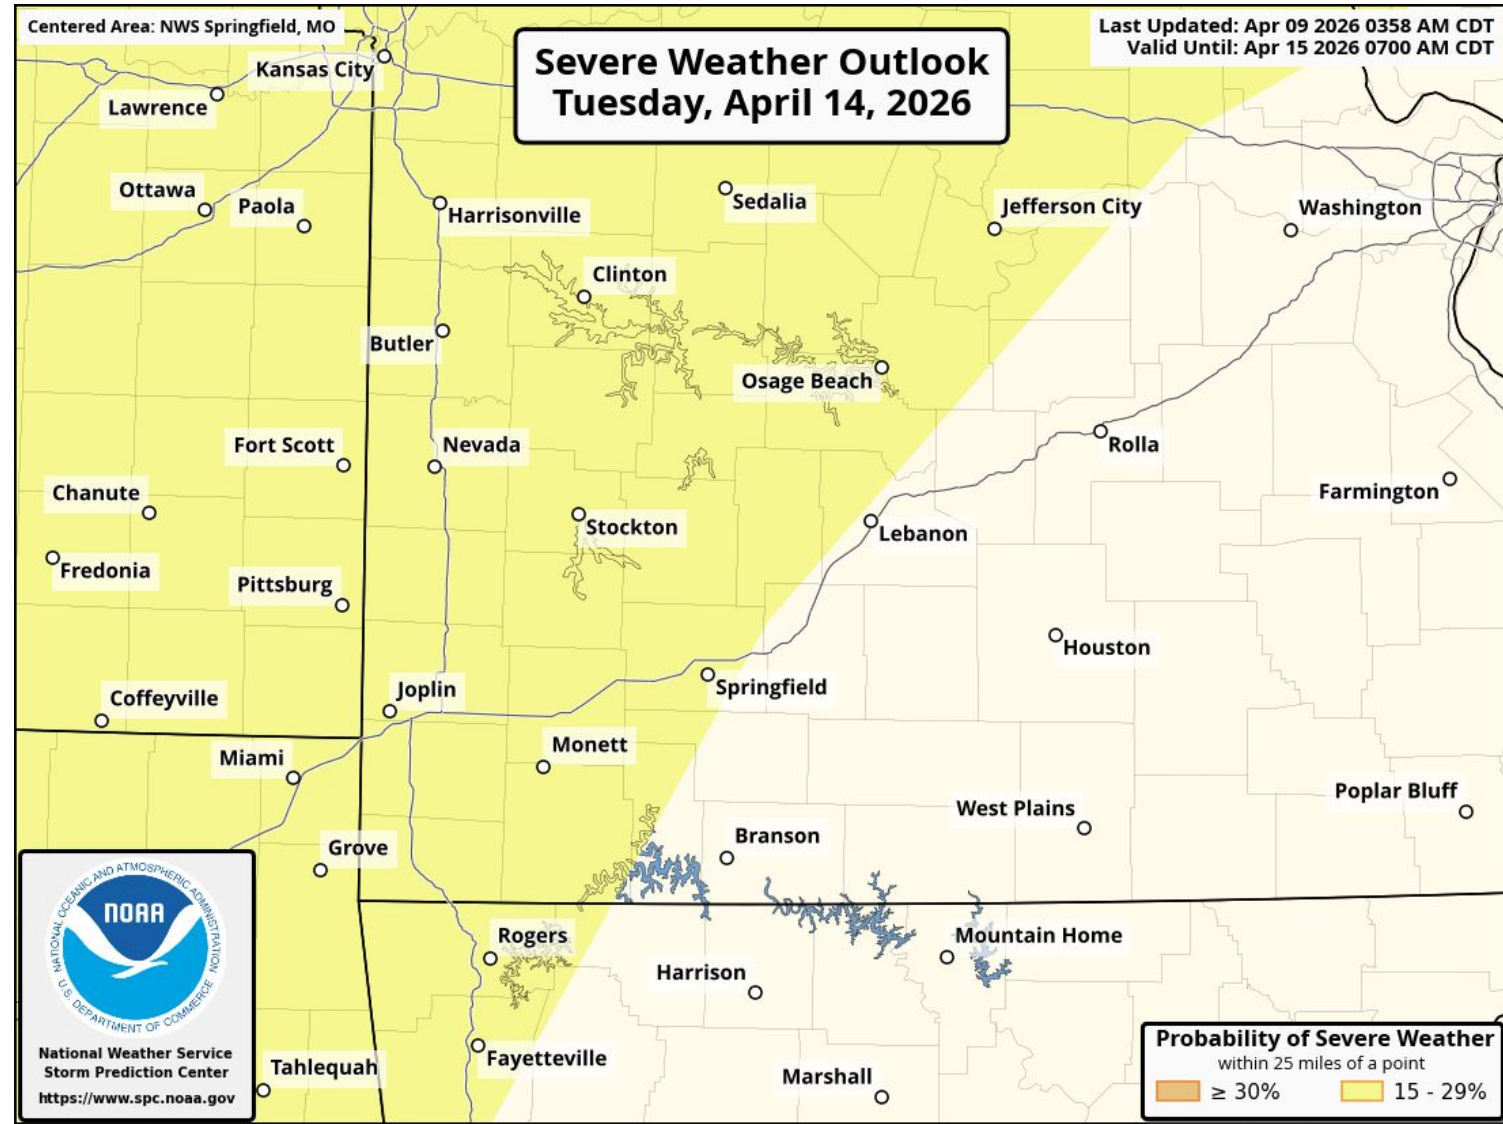 Centered Area: NWS Springfield, MO
Last Updated: Apr 09 2026 0358 AM CDT
Valid Until: Apr 15 2026 0700 AM CDT
Severe Weather Outlook
Tuesday, April 14, 2026
Kansas City
Lawrence
Ottawa
Paola
Harrisonville
Sedalia
Jefferson City
Washington
Clinton
Butler
Osage Beach
Fort Scott
Nevada
Rolla
Chanute
Farmington
Stockton
Lebanon
Fredonia
Pittsburg
Houston
Coffeyville
Joplin
Springfield
Miami
Monett
Poplar Bluff
West Plains
Branson
Grove
Rogers
Mountain Home
Harrison
Fayetteville
Tahlequah
Marshall
NATIONAL OCEANIC AND ATMOSPHERIC ADMINISTRATION
NOAA
U.S. DEPARTMENT OF COMMERCE
National Weather Service
Storm Prediction Center
https://www.spc.noaa.gov
Probability of Severe Weather
within 25 miles of a point
≥ 30%
15 - 29%